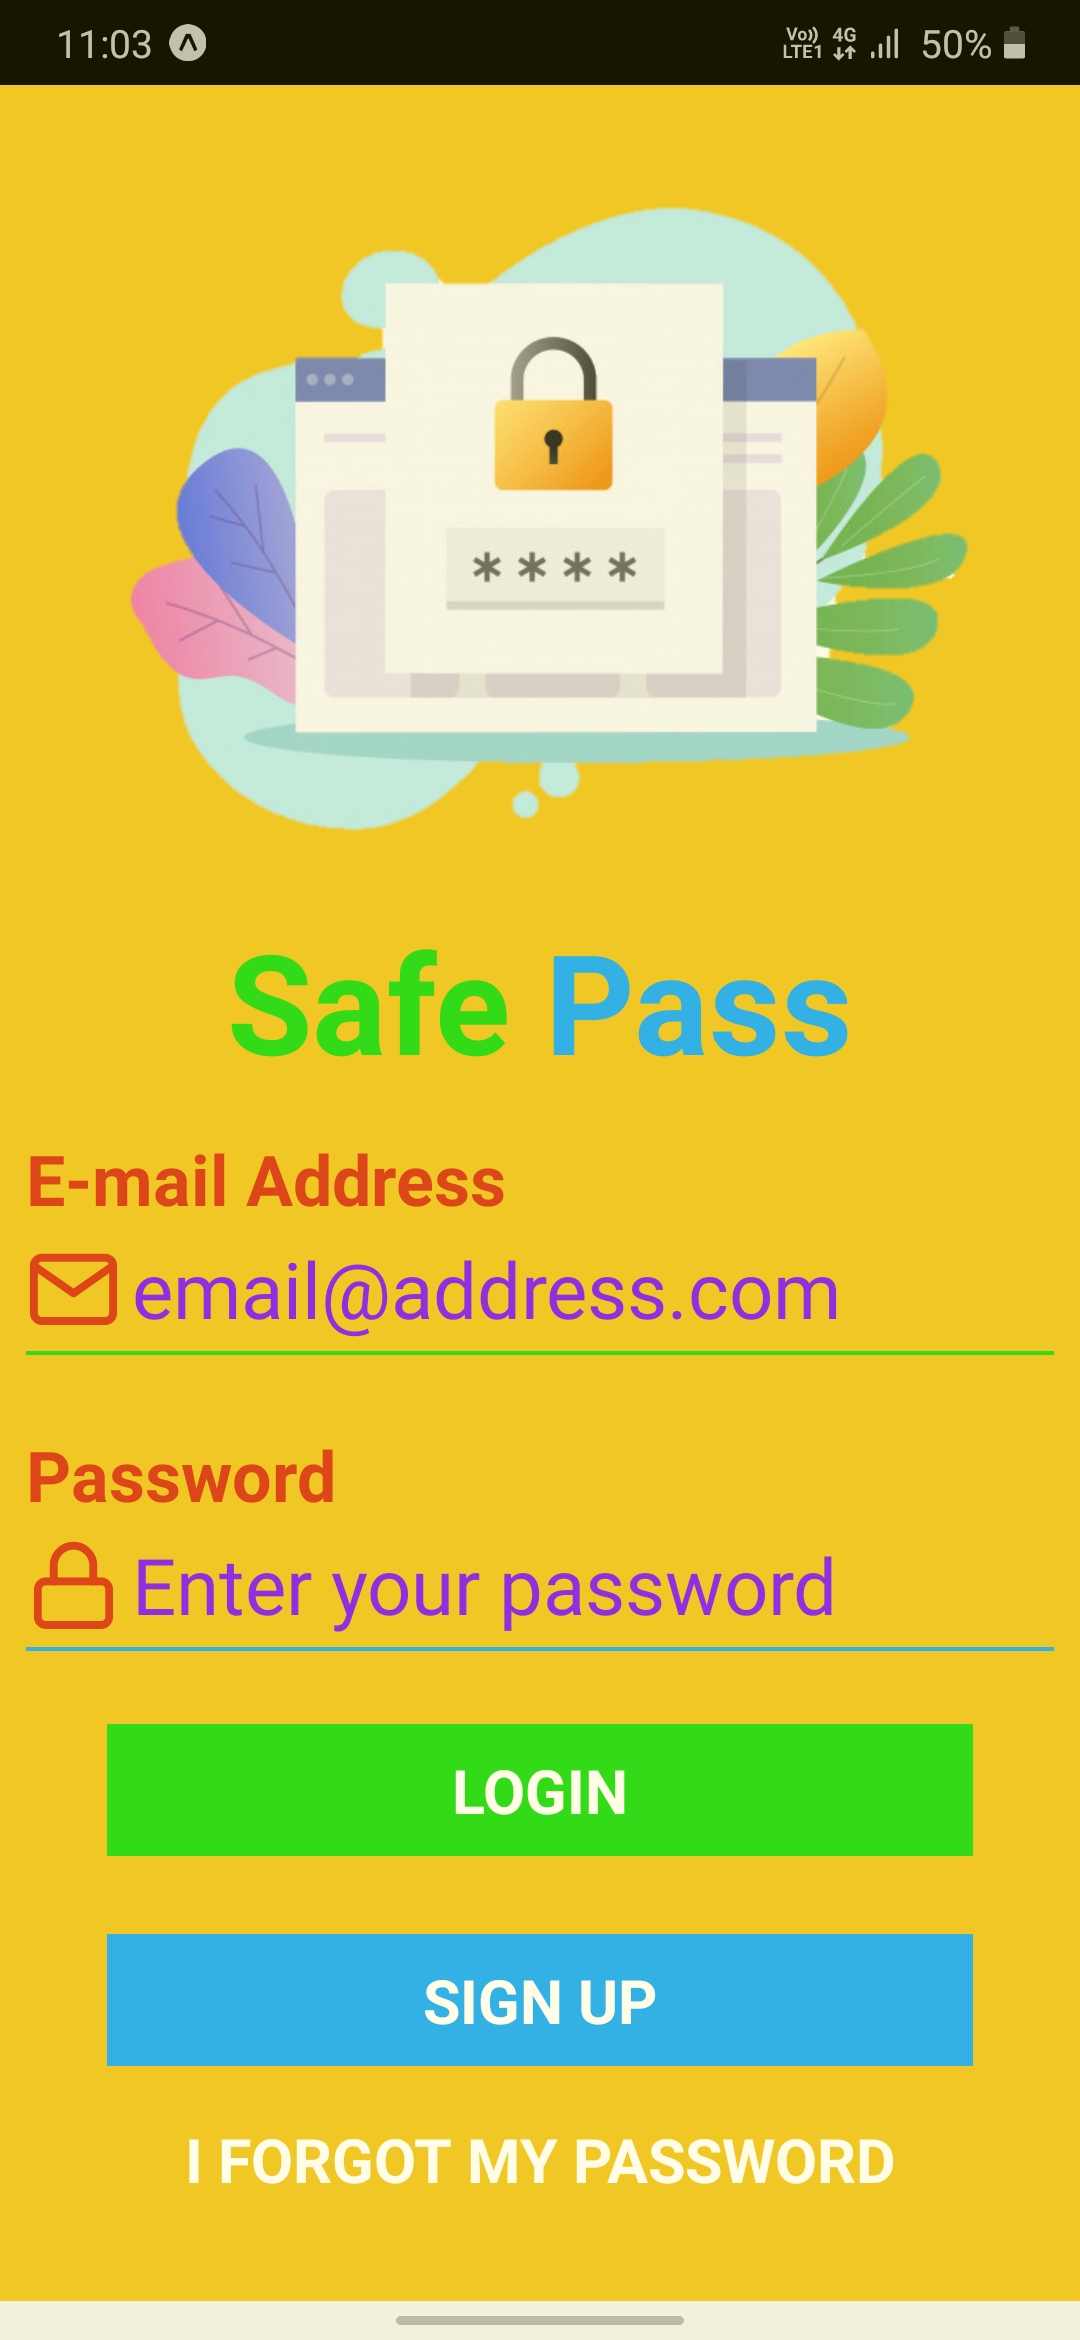 11:03 Vo)) LTE1 4G 50%
****
Safe Pass
E-mail Address
email@address.com
Password
Enter your password
LOGIN
SIGN UP
I FORGOT MY PASSWORD